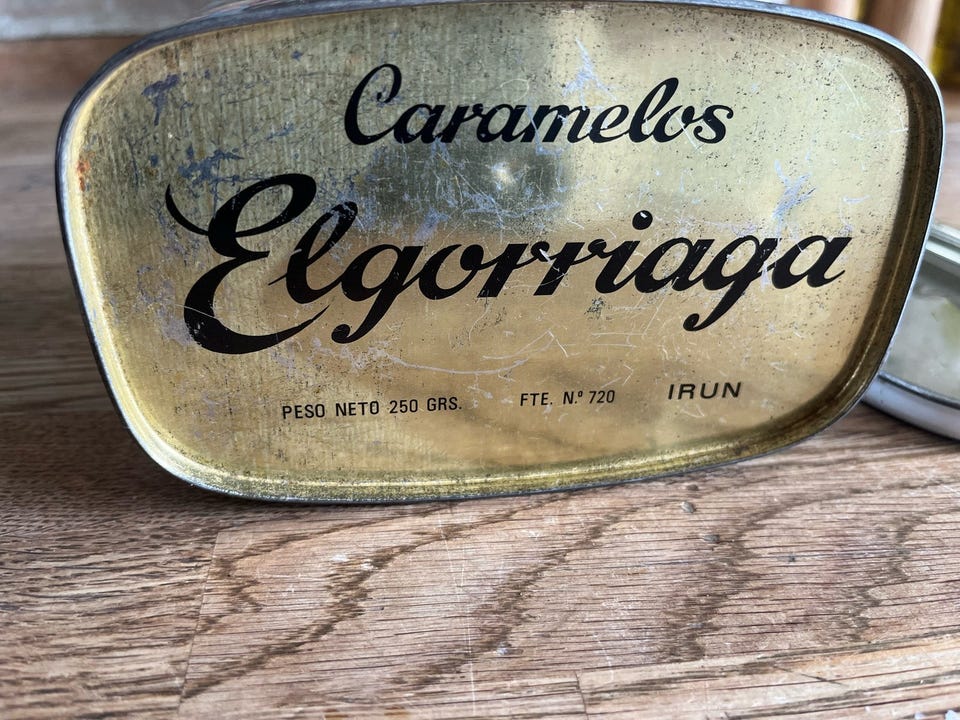 Caramelos
Elgorriaga
PESO NETO 250 GRS. FTE. N.º 720 IRUN